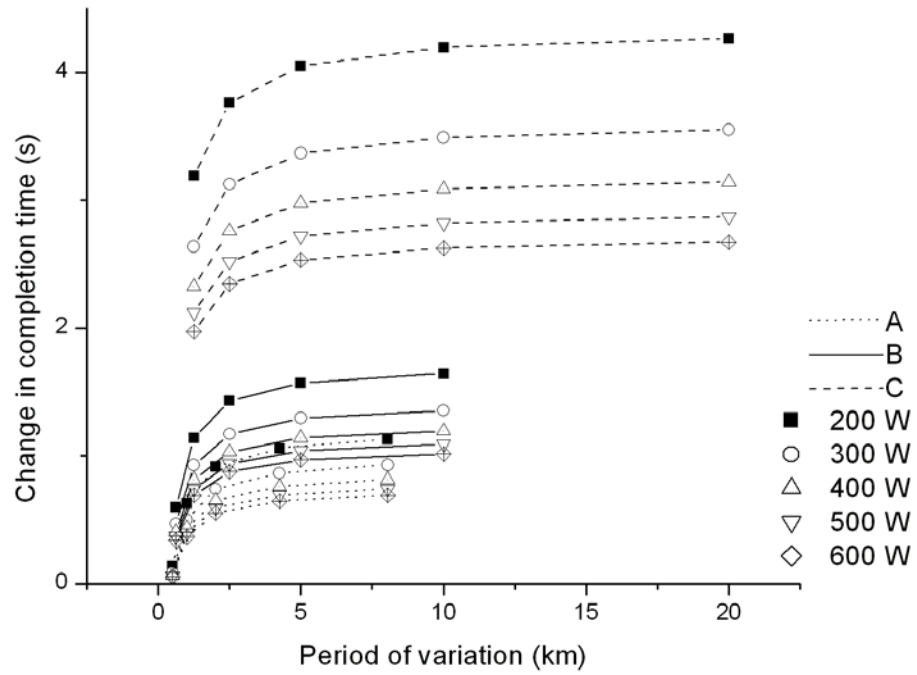 4
2
0
0
5
10
15
20
Change in completion time (s)
Period of variation (km)
A
B
C
200 W
300 W
400 W
500 W
600 W